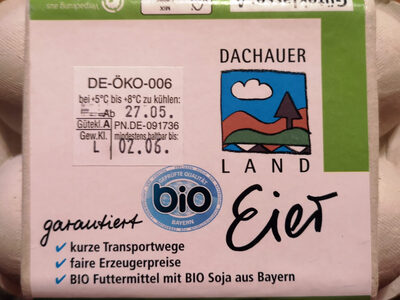 Güteklasse: A
MIX
DE-ÖKO-006
bei +5°C bis +8°C zu kühlen:
Ab 27.05.
Gütekl. A PN.DE-091736
Gew.Kl. mindestens haltbar bis:
L 02.06.
DACHAUER
LAND
GEPRÜFTE QUALITÄT
bio
BAYERN
garantiert
Eier
✓ kurze Transportwege
✓ faire Erzeugerpreise
✓ BIO Futtermittel mit BIO Soja aus Bayern